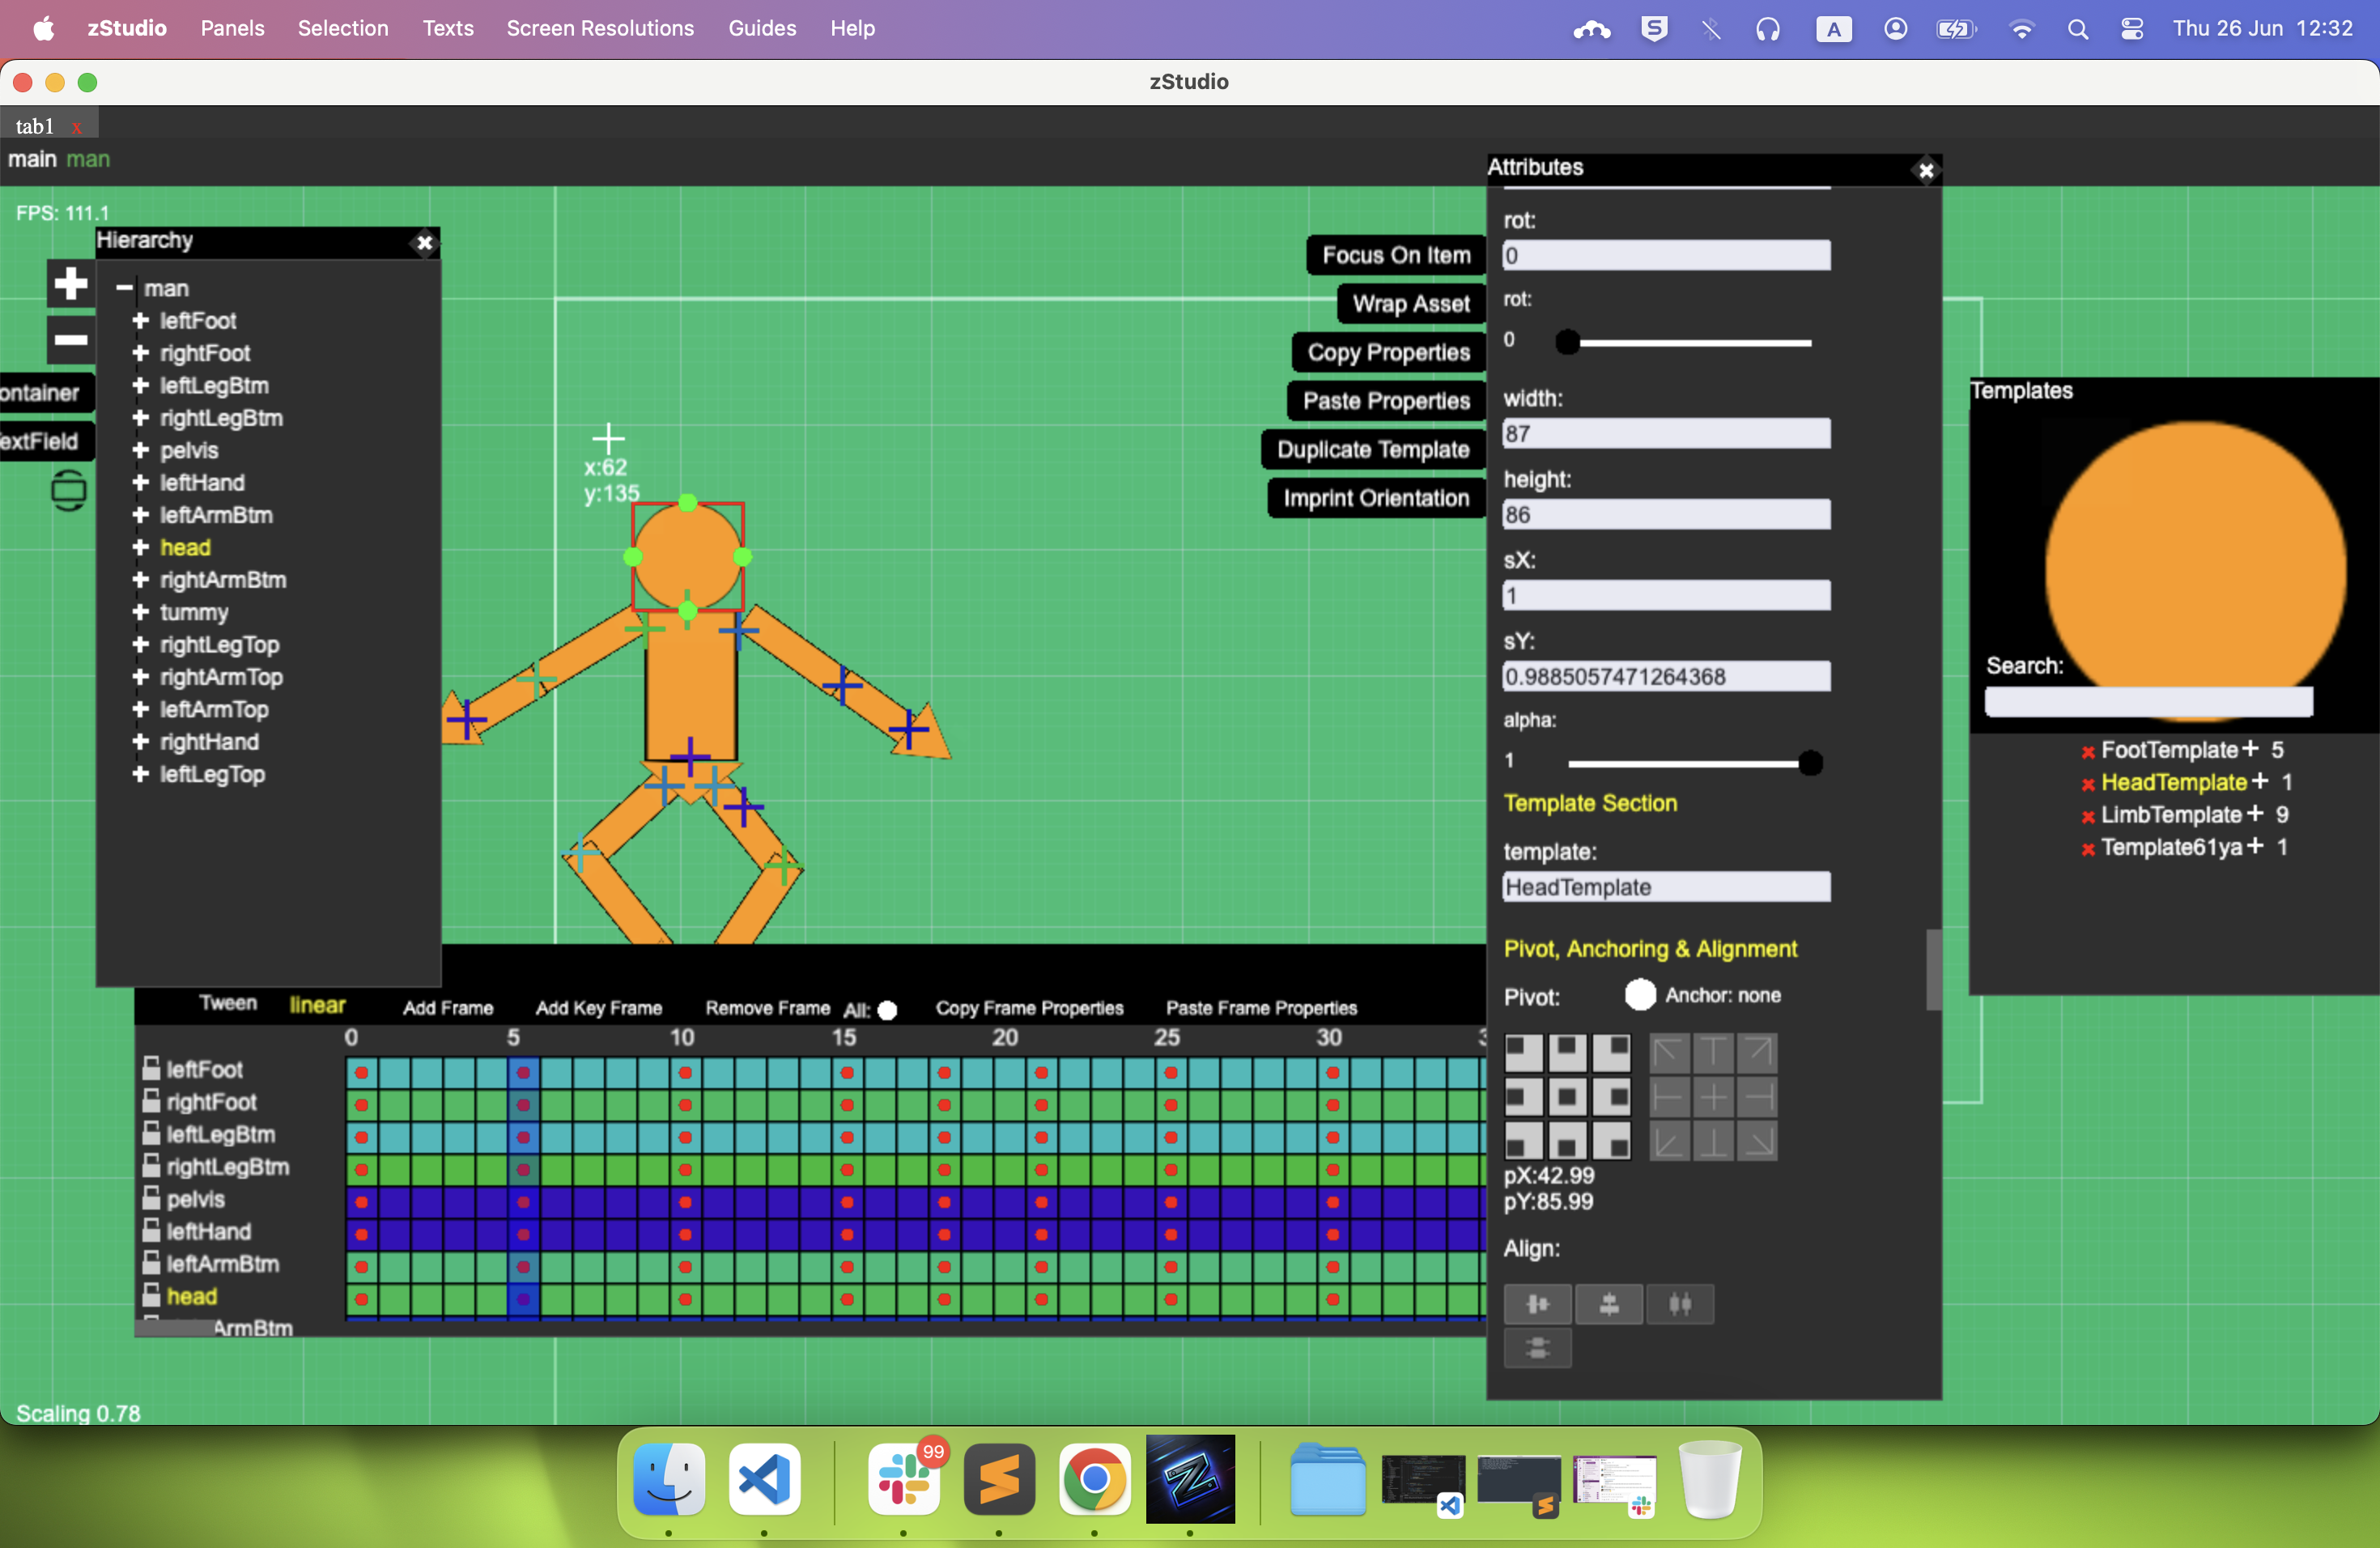 zStudio Panels Selection Texts Screen Resolutions Guides Help
A
Thu 26 Jun 12:32
zStudio
tab1 x
main man
FPS: 111.1
Hierarchy
man
leftFoot
rightFoot
leftLegBtm
rightLegBtm
pelvis
leftHand
leftArmBtm
head
rightArmBtm
tummy
rightLegTop
rightArmTop
leftArmTop
rightHand
leftLegTop
ontainer
extField
x:62
y:135
Focus On Item
Wrap Asset
Copy Properties
Paste Properties
Duplicate Template
Imprint Orientation
Attributes
rot:
0
rot:
0
width:
87
height:
86
sX:
1
sY:
0.9885057471264368
alpha:
1
Template Section
template:
HeadTemplate
Pivot, Anchoring & Alignment
Pivot:
Anchor: none
pX:42.99
pY:85.99
Align:
Templates
Search:
FootTemplate 5
HeadTemplate 1
LimbTemplate 9
Template61ya 1
Tween linear Add Frame Add Key Frame Remove Frame All: Copy Frame Properties Paste Frame Properties
0 5 10 15 20 25 30
leftFoot
rightFoot
leftLegBtm
rightLegBtm
pelvis
leftHand
leftArmBtm
head
ArmBtm
Scaling 0.78
99